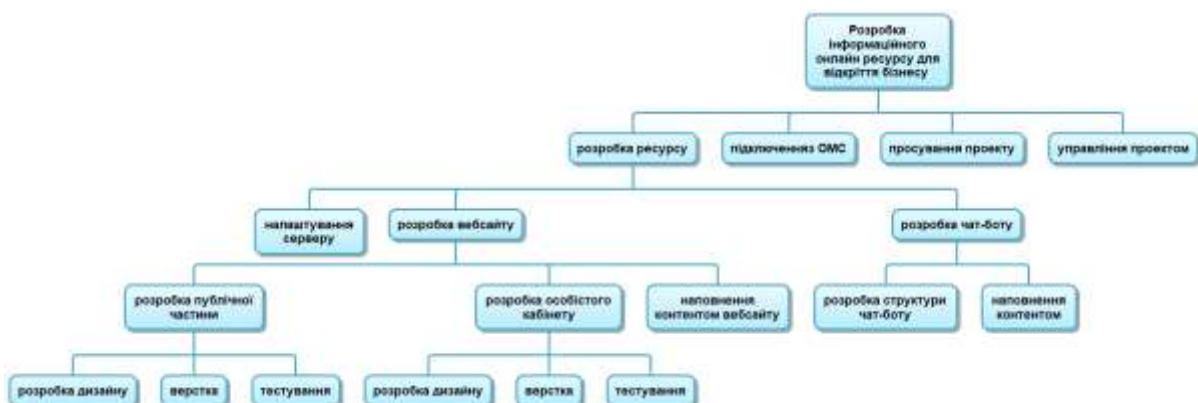 Розробка
інформаційного
онлайн ресурсу для
відкріття бізнесу
розробка ресурсу
підключенняз ОМС
просування проекту
управління проектом
налаштування
серверу
розробка вебсайту
розробка чат-боту
розробка публічної
частини
розробка особістого
кабінету
наповнення
контентом вебсайту
розробка структури
чат-боту
наповнення
контентом
розробка дизайну
верстка
тестування
розробка дизайну
верстка
тестування